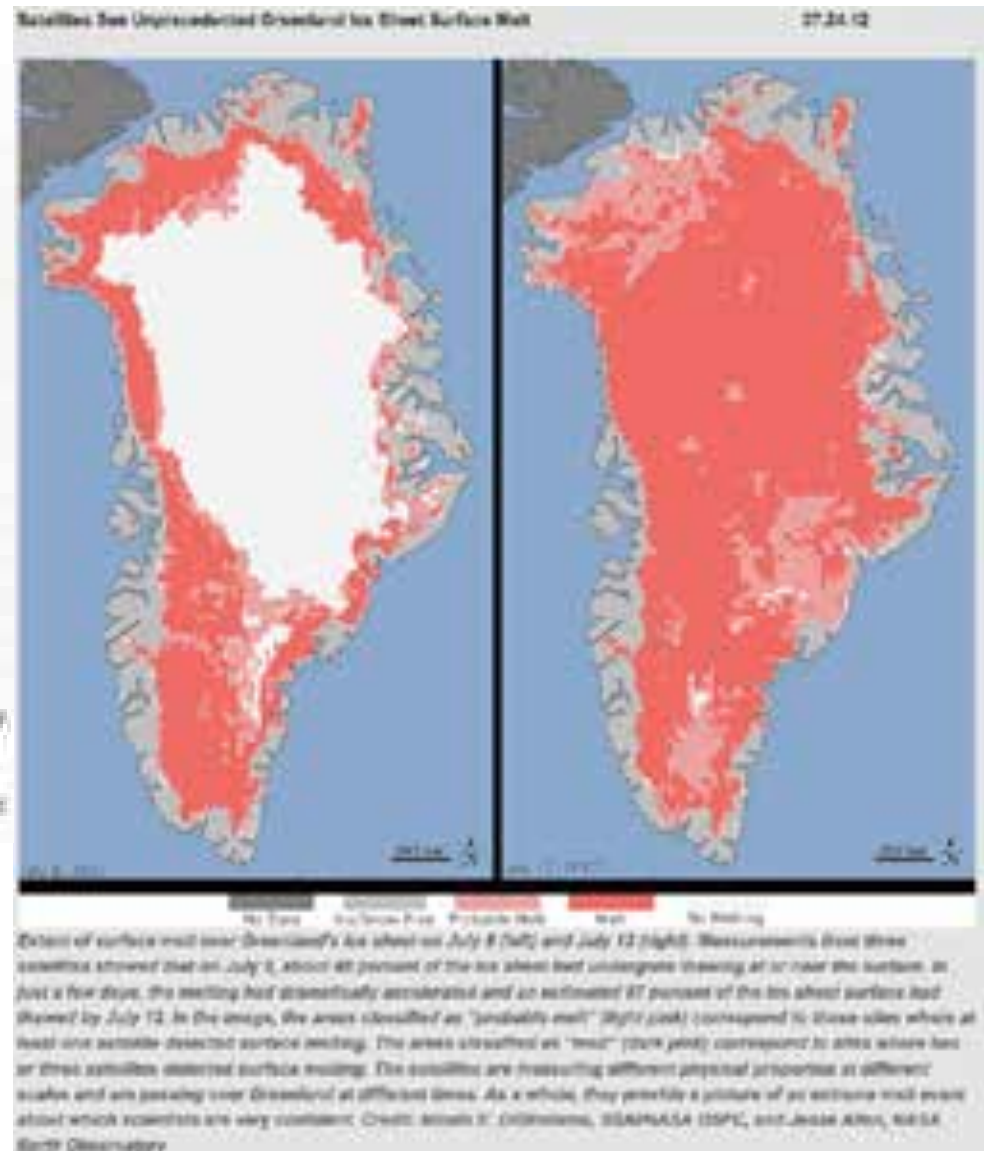 Satellites See Unprecedented Greenland Ice Sheet Surface Melt
07.24.12
No Data Ice/Snow Free Probable Melt Melt No Melting
Extent of surface melt over Greenland's ice sheet on July 8 (left) and July 12 (right). Measurements from three
satellites showed that on July 8, about 40 percent of the ice sheet had undergone thawing at or near the surface. In
just a few days, the melting had dramatically accelerated and an estimated 97 percent of the ice sheet surface had
thawed by July 12. In the image, the areas classified as "probable melt" (light pink) correspond to those sites where at
least one satellite detected surface melting. The areas classified as "melt" (dark pink) correspond to sites where two
or three satellites detected surface melting. The satellites are measuring different physical properties at different
scales and are passing over Greenland at different times. As a whole, they provide a picture of an extreme melt event
about which scientists are very confident. Credit: and Jesse Allen, NASA
Earth Observatory